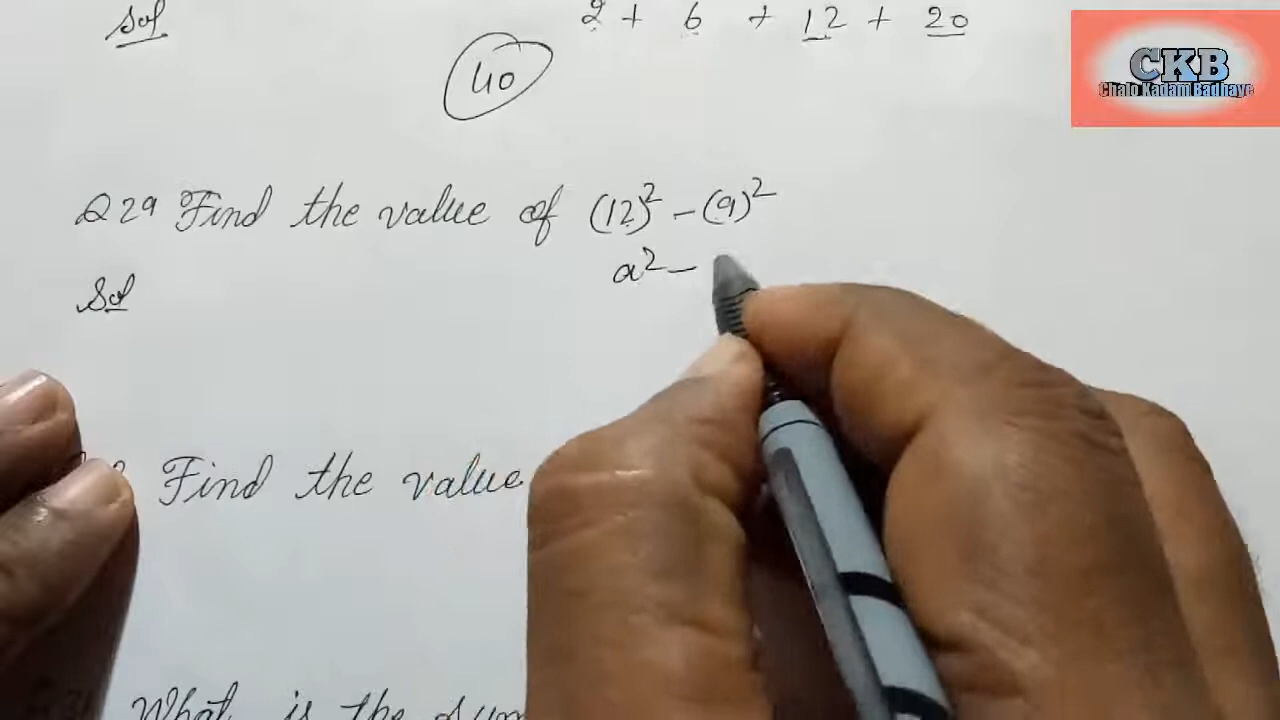 Sol 2 + 6 + 12 + 20
40
CKB
Chalo Kadam Badhaye
Q29 Find the value of (12)² - (9)²
a² -
Sol
Find the value
What is the sum